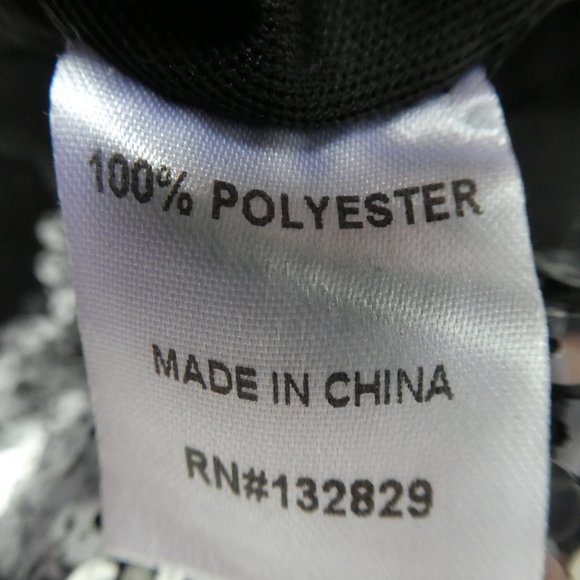 100% POLYESTER
MADE IN CHINA
RN#132829